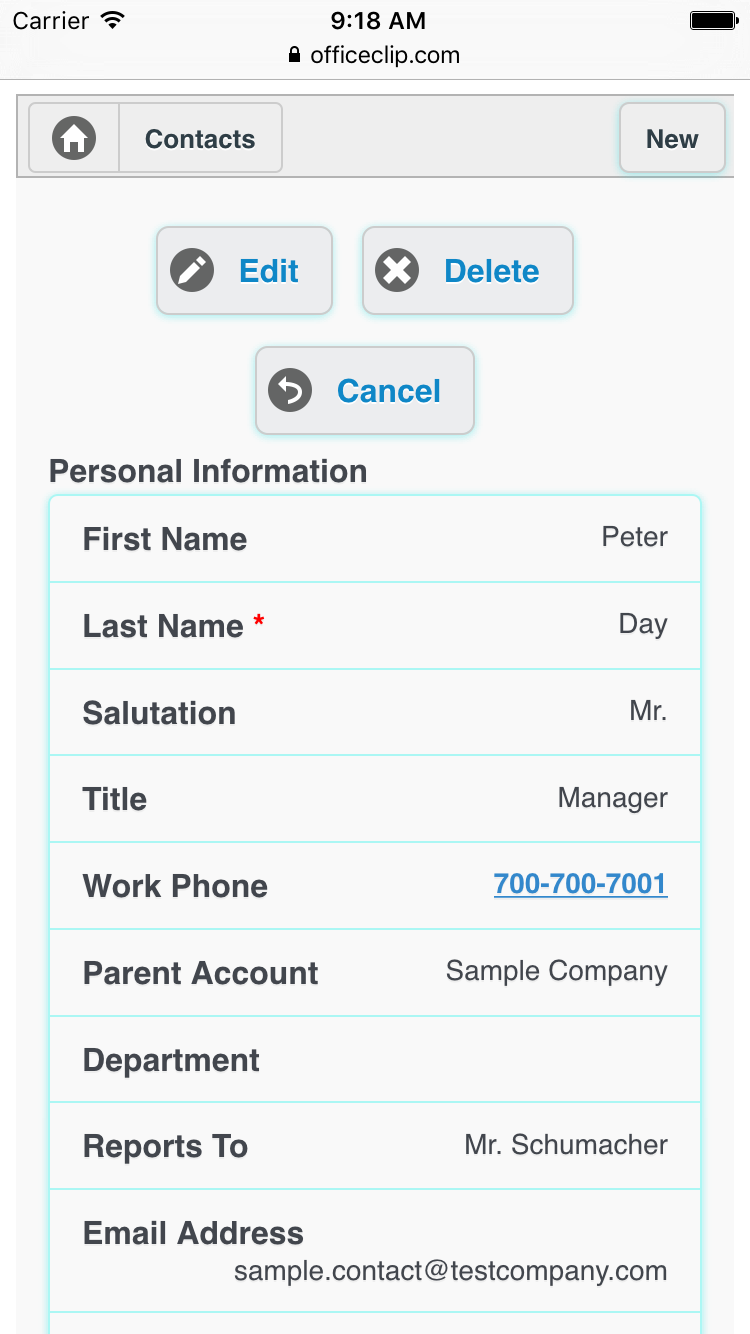 Carrier 9:18 AM
officeclip.com
Contacts New
Edit Delete
Cancel
Personal Information
First Name Peter
Last Name * Day
Salutation Mr.
Title Manager
Work Phone 700-700-7001
Parent Account Sample Company
Department
Reports To Mr. Schumacher
Email Address
sample.contact@testcompany.com